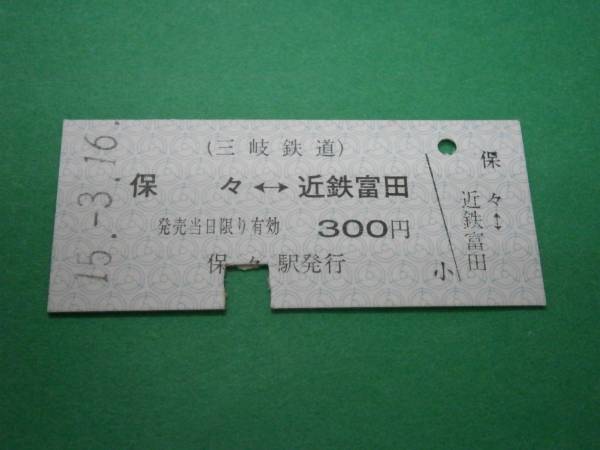 15.-3.16.
(三岐鉄道)
保々↔近鉄富田
発売当日限り有効 300円
保々駅発行
小
保々↔近鉄富田